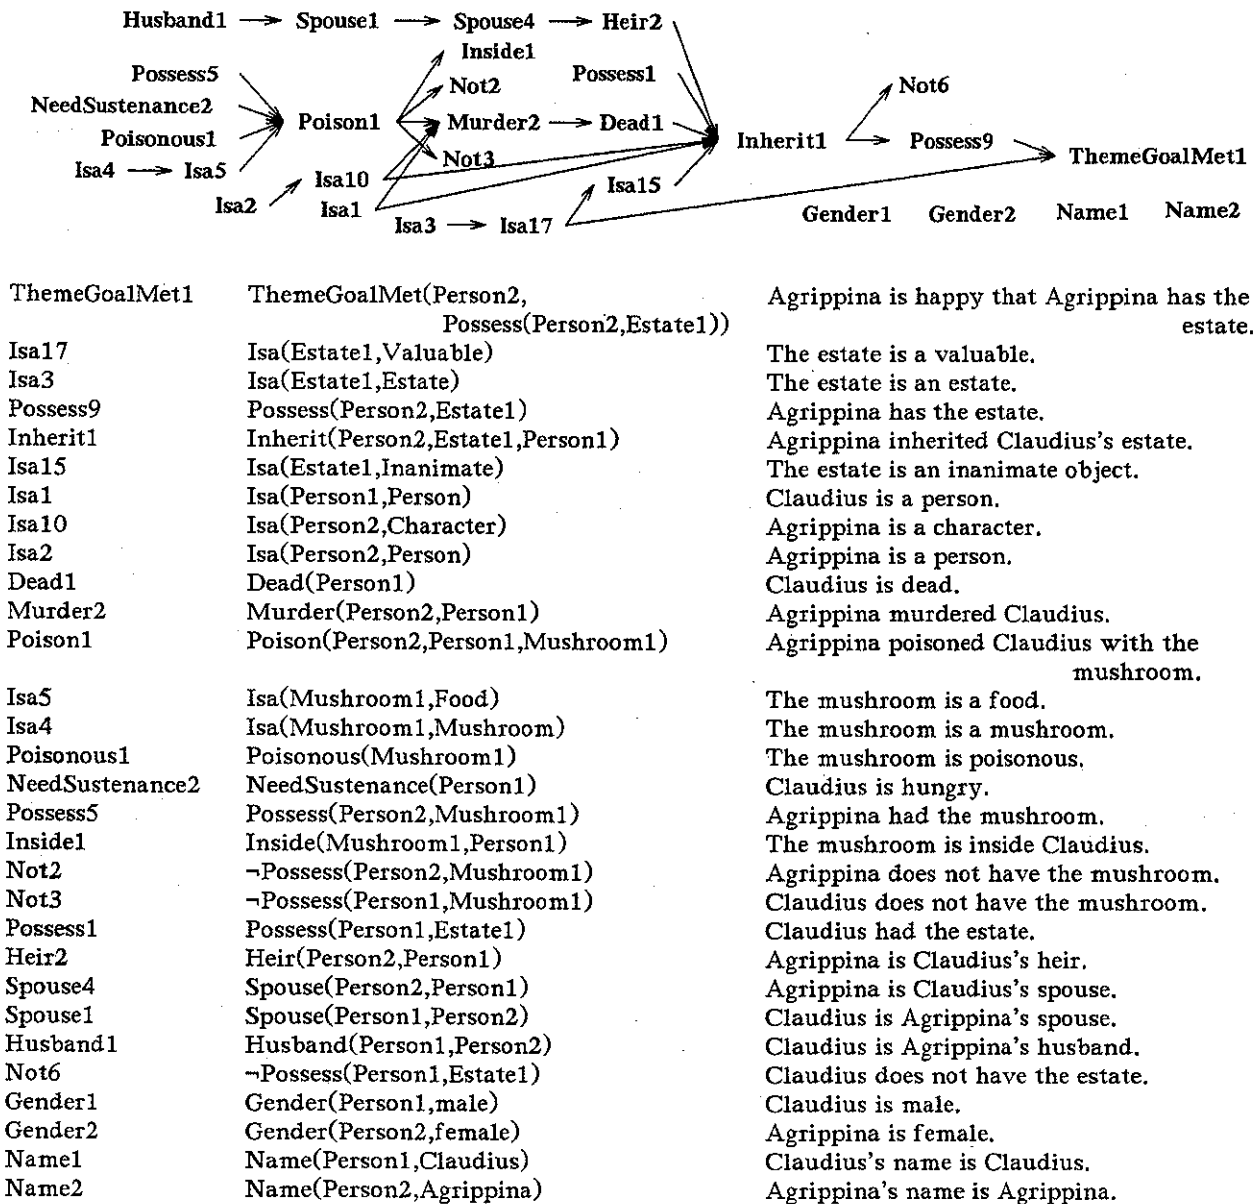 Husband1 Spouse1 Spouse4 Heir2
Inside1
Possess5 Not2 Possess1 Not6
NeedSustenance2
Poison1 Murder2 Dead1 Inherit1 Possess9
Poisonous1
Not3 ThemeGoalMet1
Isa4 Isa5
Isa10 Isa15
Isa2 Isa1
Isa3 Isa17 Gender1 Gender2 Name1 Name2
ThemeGoalMet1 ThemeGoalMet(Person2, Agrippina is happy that Agrippina has the
Possess(Person2,Estate1)) estate.
Isa17 Isa(Estate1,Valuable) The estate is a valuable.
Isa3 Isa(Estate1,Estate) The estate is an estate.
Possess9 Possess(Person2,Estate1) Agrippina has the estate.
Inherit1 Inherit(Person2,Estate1,Person1) Agrippina inherited Claudius's estate.
Isa15 Isa(Estate1,Inanimate) The estate is an inanimate object.
Isa1 Isa(Person1,Person) Claudius is a person.
Isa10 Isa(Person2,Character) Agrippina is a character.
Isa2 Isa(Person2,Person) Agrippina is a person.
Dead1 Dead(Person1) Claudius is dead.
Murder2 Murder(Person2,Person1) Agrippina murdered Claudius.
Poison1 Poison(Person2,Person1,Mushroom1) Agrippina poisoned Claudius with the
mushroom.
Isa5 Isa(Mushroom1,Food) The mushroom is a food.
Isa4 Isa(Mushroom1,Mushroom) The mushroom is a mushroom.
Poisonous1 Poisonous(Mushroom1) The mushroom is poisonous.
NeedSustenance2 NeedSustenance(Person1) Claudius is hungry.
Possess5 Possess(Person2,Mushroom1) Agrippina had the mushroom.
Inside1 Inside(Mushroom1,Person1) The mushroom is inside Claudius.
Not2 ¬Possess(Person2,Mushroom1) Agrippina does not have the mushroom.
Not3 ¬Possess(Person1,Mushroom1) Claudius does not have the mushroom.
Possess1 Possess(Person1,Estate1) Claudius had the estate.
Heir2 Heir(Person2,Person1) Agrippina is Claudius's heir.
Spouse4 Spouse(Person2,Person1) Agrippina is Claudius's spouse.
Spouse1 Spouse(Person1,Person2) Claudius is Agrippina's spouse.
Husband1 Husband(Person1,Person2) Claudius is Agrippina's husband.
Not6 ¬Possess(Person1,Estate1) Claudius does not have the estate.
Gender1 Gender(Person1,male) Claudius is male.
Gender2 Gender(Person2,female) Agrippina is female.
Name1 Name(Person1,Claudius) Claudius's name is Claudius.
Name2 Name(Person2,Agrippina) Agrippina's name is Agrippina.